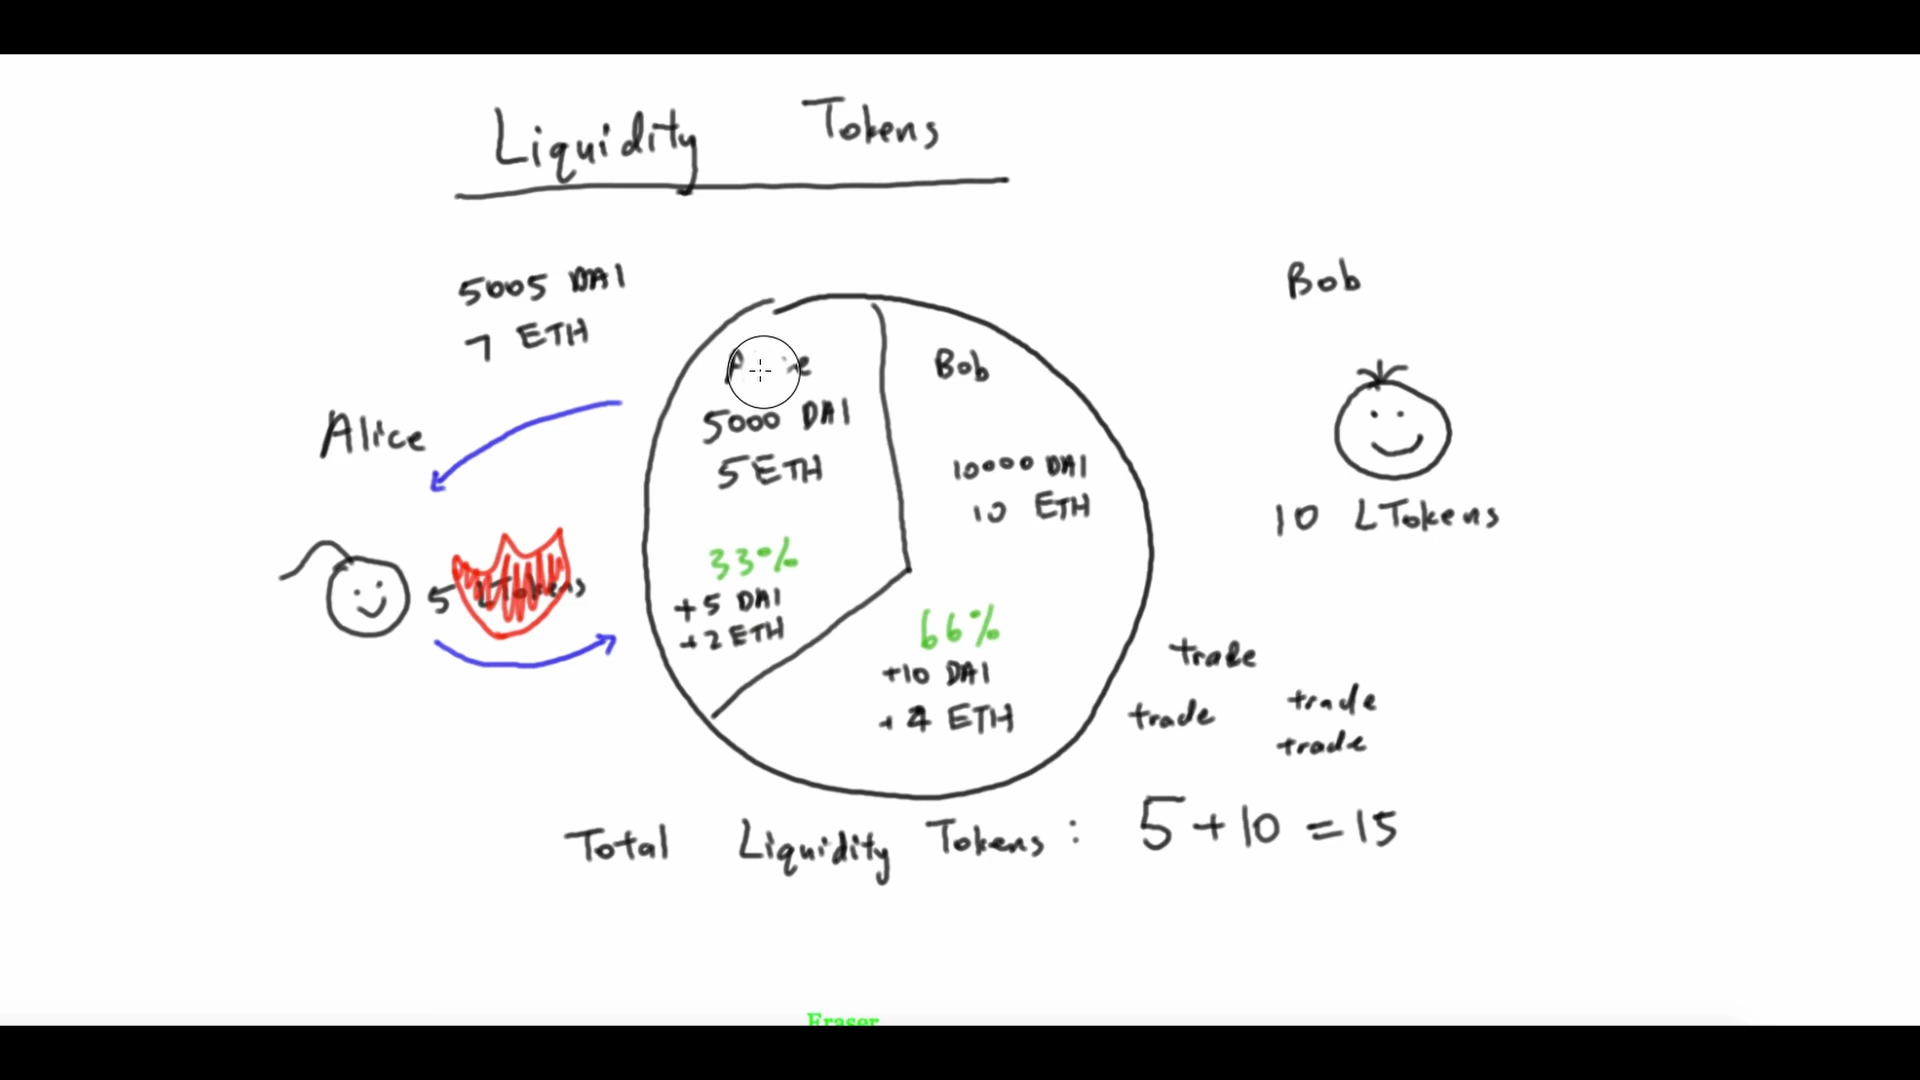 Liquidity Tokens
5005 DAI
7 ETH
Alice
5
Bob
5000 DAI
5 ETH
33%
+5 DAI
+2 ETH
Bob
10000 DAI
10 ETH
66%
+10 DAI
+4 ETH
10 LTokens
trade
trade
trade
trade
Total Liquidity Tokens: 5+10=15
Eraser